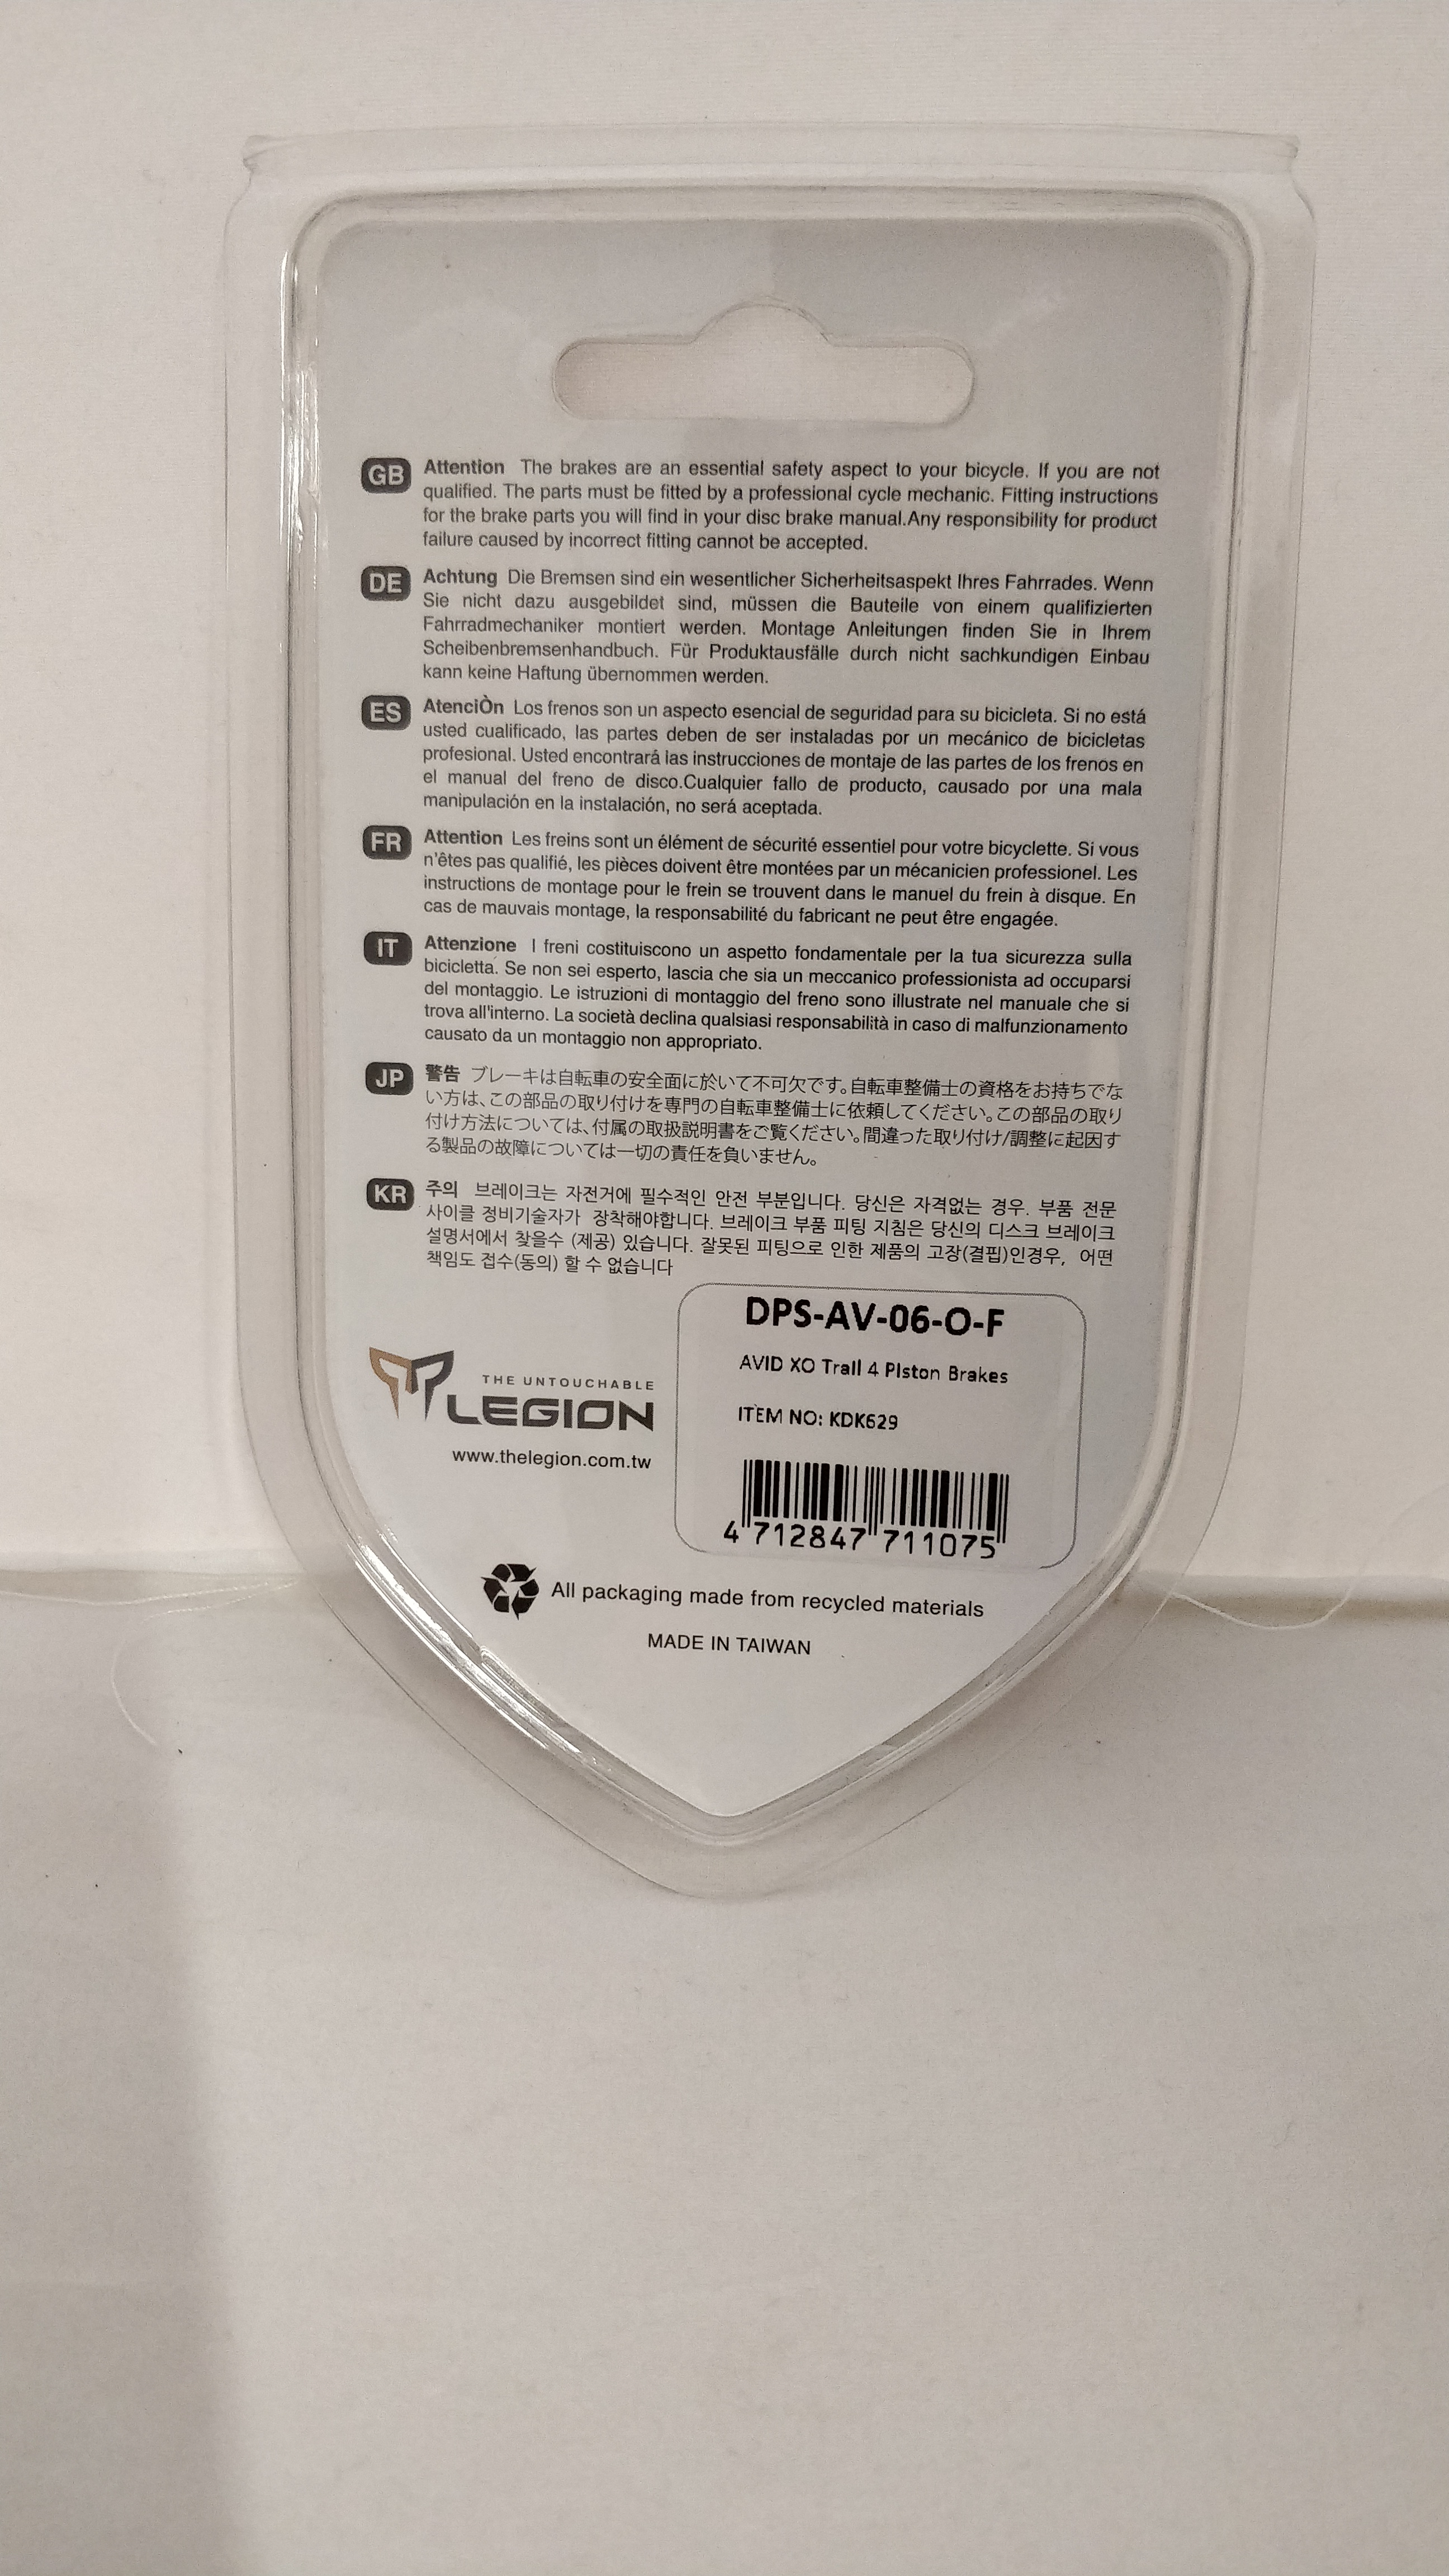 GB Attention The brakes are an essential safety aspect to your bicycle. If you are not
qualified. The parts must be fitted by a professional cycle mechanic. Fitting instructions
for the brake parts you will find in your disc brake manual.Any responsibility for product
failure caused by incorrect fitting cannot be accepted.
DE Achtung Die Bremsen sind ein wesentlicher Sicherheitsaspekt Ihres Fahrrades. Wenn
Sie nicht dazu ausgebildet sind, müssen die Bauteile von einem qualifizierten
Fahrradmechaniker montiert werden. Montage Anleitungen finden Sie in Ihrem
Scheibenbremsenhandbuch. Für Produktausfälle durch nicht sachkundigen Einbau
kann keine Haftung übernommen werden.
ES AtenciÒn Los frenos son un aspecto esencial de seguridad para su bicicleta. Si no está
usted cualificado, las partes deben de ser instaladas por un mecánico de bicicletas
profesional. Usted encontrará las instrucciones de montaje de las partes de los frenos en
el manual del freno de disco.Cualquier fallo de producto, causado por una mala
manipulación en la instalación, no será aceptada.
FR Attention Les freins sont un élément de sécurité essentiel pour votre bicyclette. Si vous
n'êtes pas qualifié, les pièces doivent être montées par un mécanicien professionel. Les
instructions de montage pour le frein se trouvent dans le manuel du frein à disque. En
cas de mauvais montage, la responsabilité du fabricant ne peut être engagée.
IT Attenzione I freni costituiscono un aspetto fondamentale per la tua sicurezza sulla
bicicletta. Se non sei esperto, lascia che sia un meccanico professionista ad occuparsi
del montaggio. Le istruzioni di montaggio del freno sono illustrate nel manuale che si
trova all'interno. La società declina qualsiasi responsabilità in caso di malfunzionamento
causato da un montaggio non appropriato.
JP 警告 ブレーキは自転車の安全面に於いて不可欠です。自転車整備士の資格をお持ちでな
い方は、この部品の取り付けを専門の自転車整備士に依頼してください。この部品の取り
付け方法については、付属の取扱説明書をご覧ください。間違った取り付け/調整に起因す
る製品の故障については一切の責任を負いません。
KR 주의 브레이크는 자전거에 필수적인 안전 부분입니다. 당신은 자격없는 경우. 부품 전문
사이클 정비기술자가 장착해야합니다. 브레이크 부품 피팅 지침은 당신의 디스크 브레이크
설명서에서 찾을수 (제공) 있습니다. 잘못된 피팅으로 인한 제품의 고장(결핍)인경우, 어떤
책임도 접수(동의) 할 수 없습니다
THE UNTOUCHABLE
LEGION
www.thelegion.com.tw
DPS-AV-06-O-F
AVID XO Trail 4 Piston Brakes
ITEM NO: KDK629
4 712847 711075
All packaging made from recycled materials
MADE IN TAIWAN